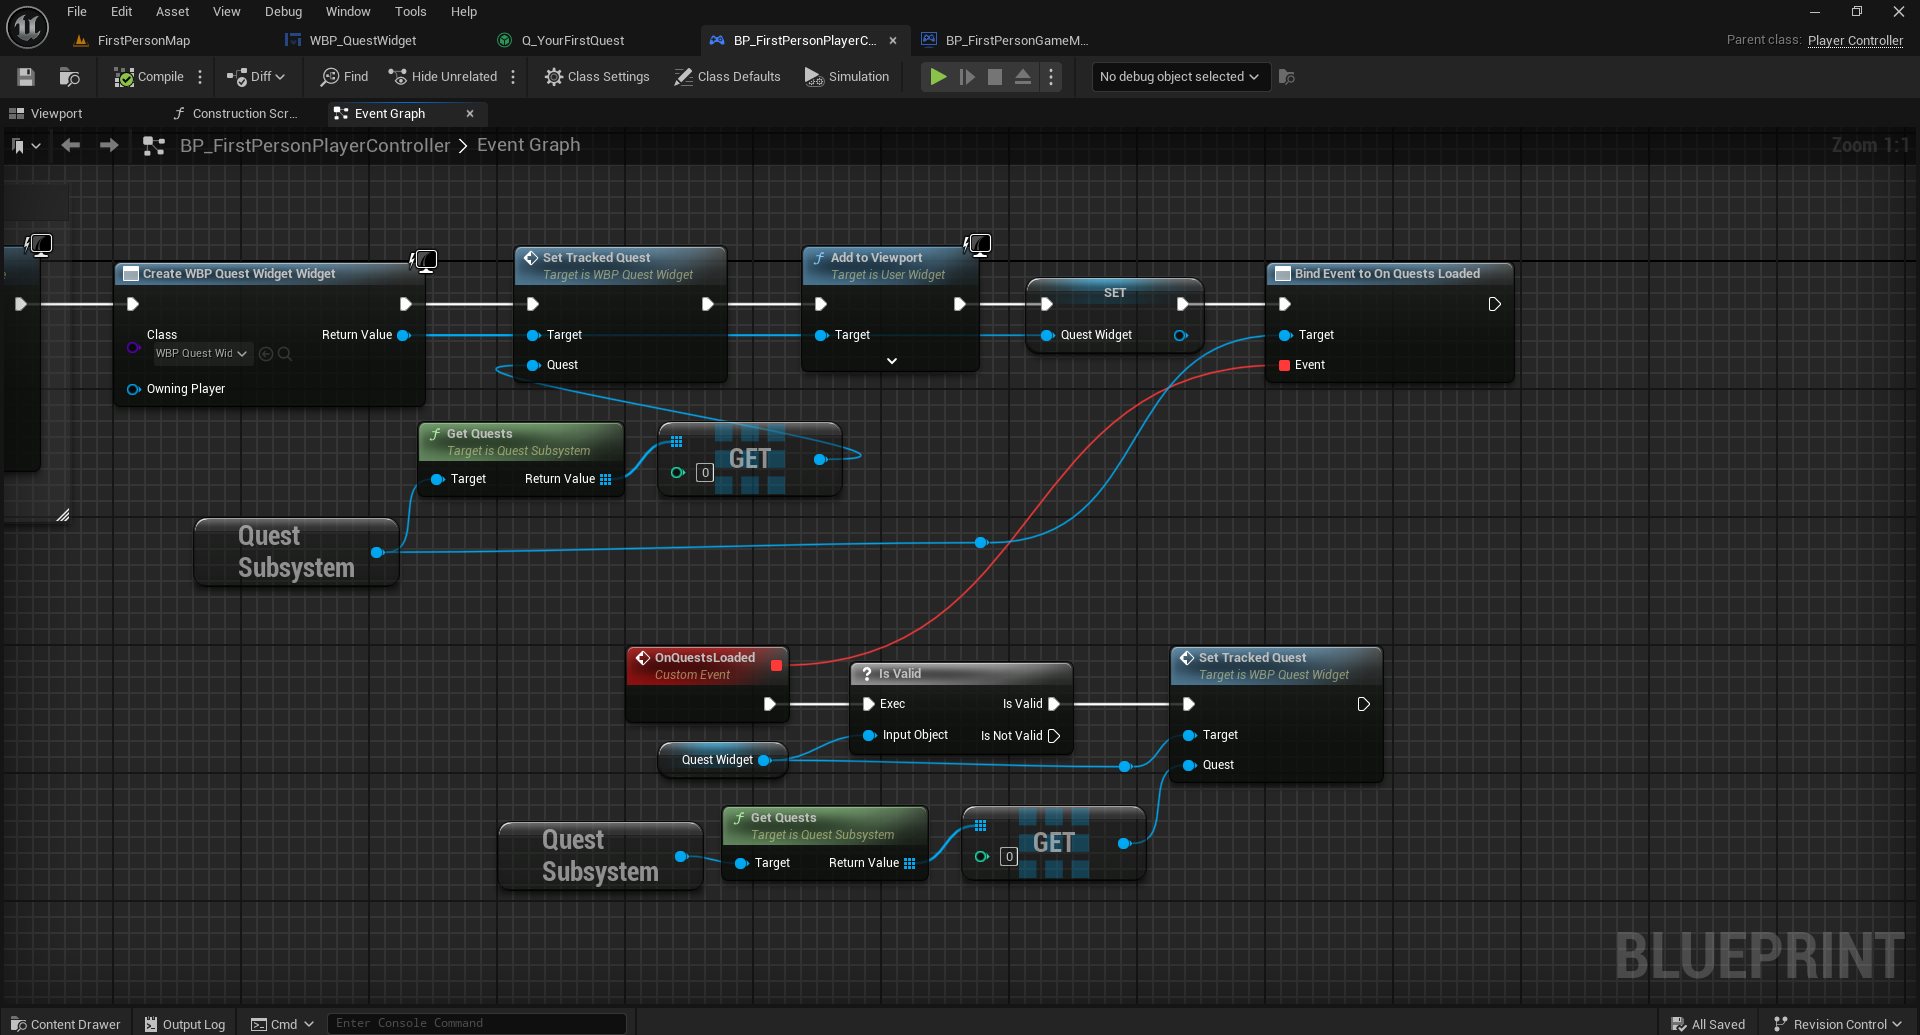 File Edit Asset View Debug Window Tools Help
FirstPersonMap WBP_QuestWidget Q_YourFirstQuest BP_FirstPersonPlayerC... BP_FirstPersonGameM... Parent class: Player Controller
Compile Diff Find Hide Unrelated Class Settings Class Defaults Simulation No debug object selected
Viewport Construction Scr... Event Graph
BP_FirstPersonPlayerController > Event Graph Zoom 1:1
Create WBP Quest Widget Widget
Class Return Value
WBP Quest Wid
Owning Player
Set Tracked Quest
Target is WBP Quest Widget
Target
Quest
Add to Viewport
Target is User Widget
Target
SET
Quest Widget
Bind Event to On Quests Loaded
Target
Event
Get Quests
Target is Quest Subsystem
Target Return Value
0 GET
Quest
Subsystem
OnQuestsLoaded
Custom Event
? Is Valid
Exec Is Valid
Input Object Is Not Valid
Quest Widget
Set Tracked Quest
Target is WBP Quest Widget
Target
Quest
Quest
Subsystem
Get Quests
Target is Quest Subsystem
Target Return Value
0 GET
BLUEPRINT
Content Drawer Output Log Cmd Enter Console Command All Saved Revision Control